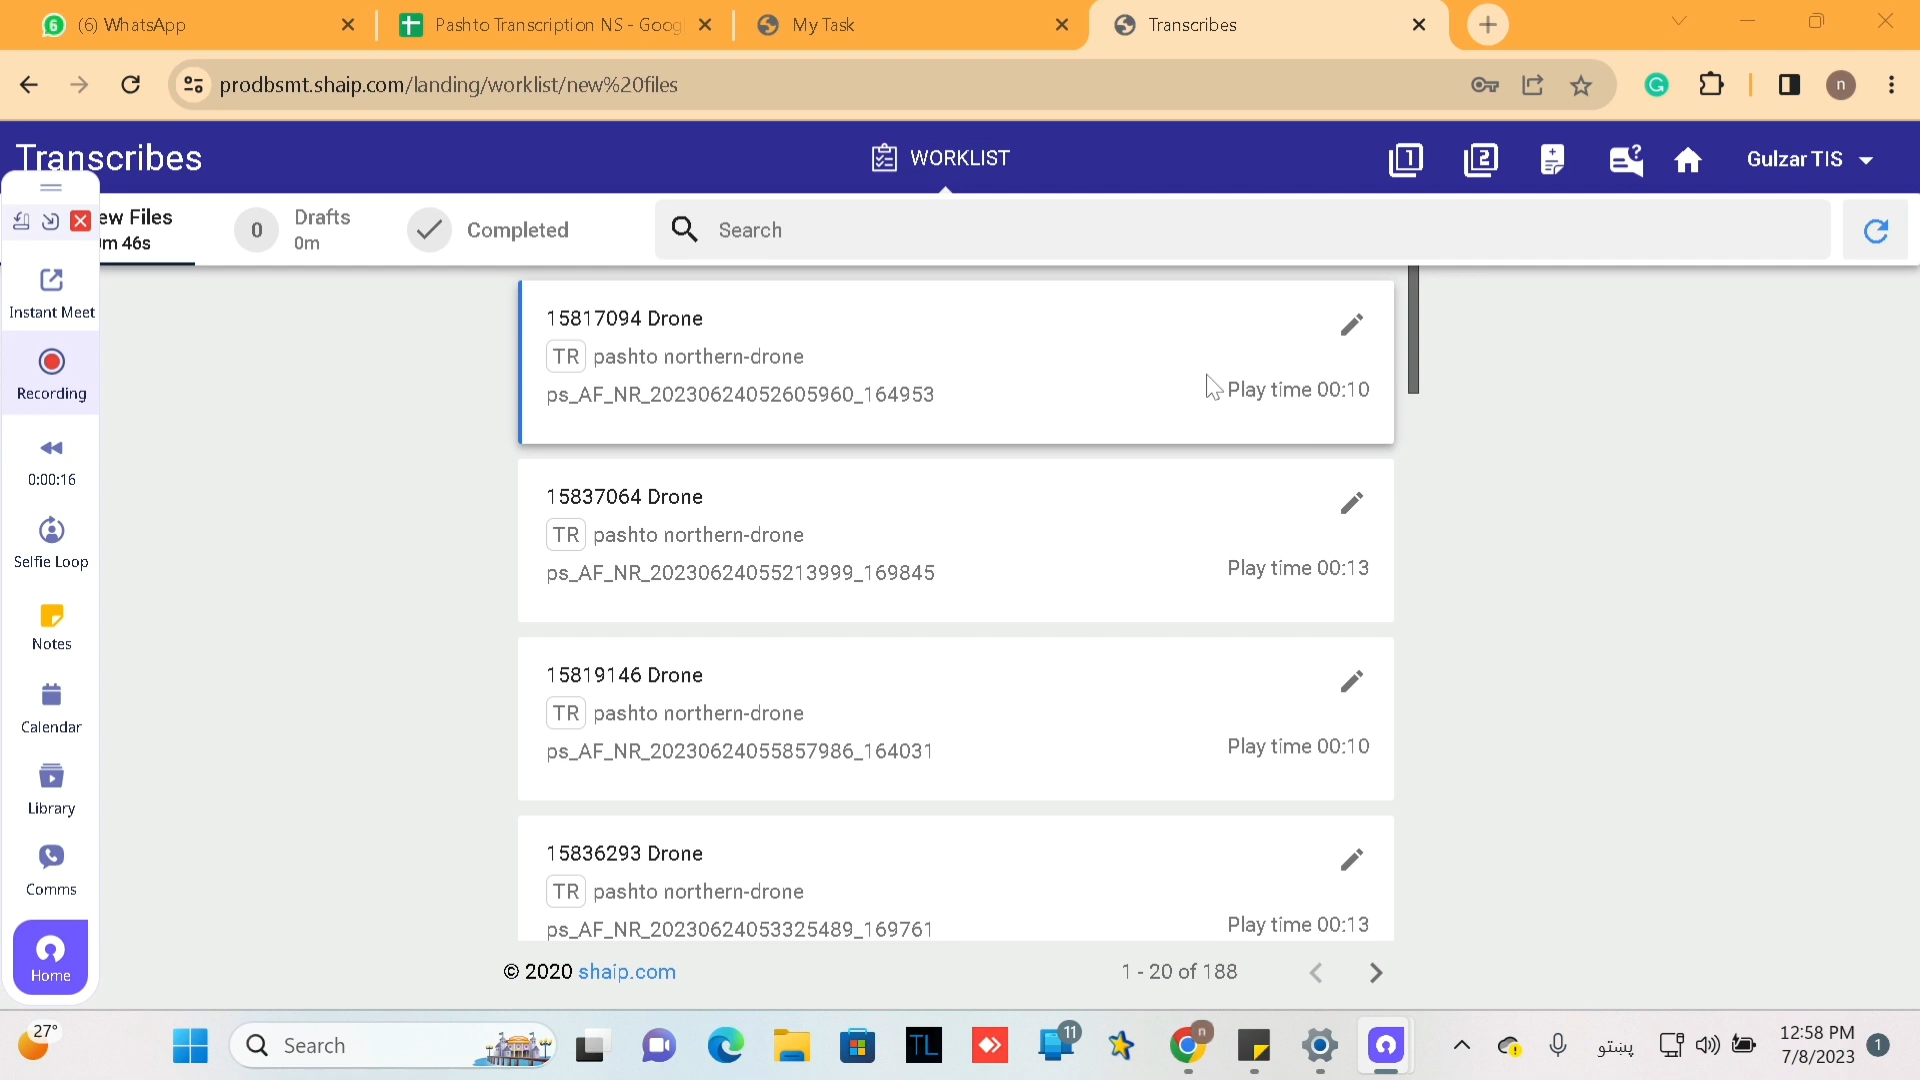 (6) WhatsApp
Pashto Transcription NS - Goog
My Task
Transcribes
prodbsmt.shaip.com/landing/worklist/new%20files
n
Transcribes
WORKLIST
1
2
Gulzar TIS
ew Files
m 46s
0
Drafts
0m
Completed
Search
Instant Meet
Recording
0:00:16
Selfie Loop
Notes
Calendar
Library
Comms
Home
15817094 Drone
TR pashto northern-drone
ps_AF_NR_20230624052605960_164953
Play time 00:10
15837064 Drone
TR pashto northern-drone
ps_AF_NR_20230624055213999_169845
Play time 00:13
15819146 Drone
TR pashto northern-drone
ps_AF_NR_20230624055857986_164031
Play time 00:10
15836293 Drone
TR pashto northern-drone
ps_AF_NR_20230624053325489_169761
Play time 00:13
© 2020 shaip.com
1 - 20 of 188
27°
Search
TL
11
n
پښتو
12:58 PM
7/8/2023
1